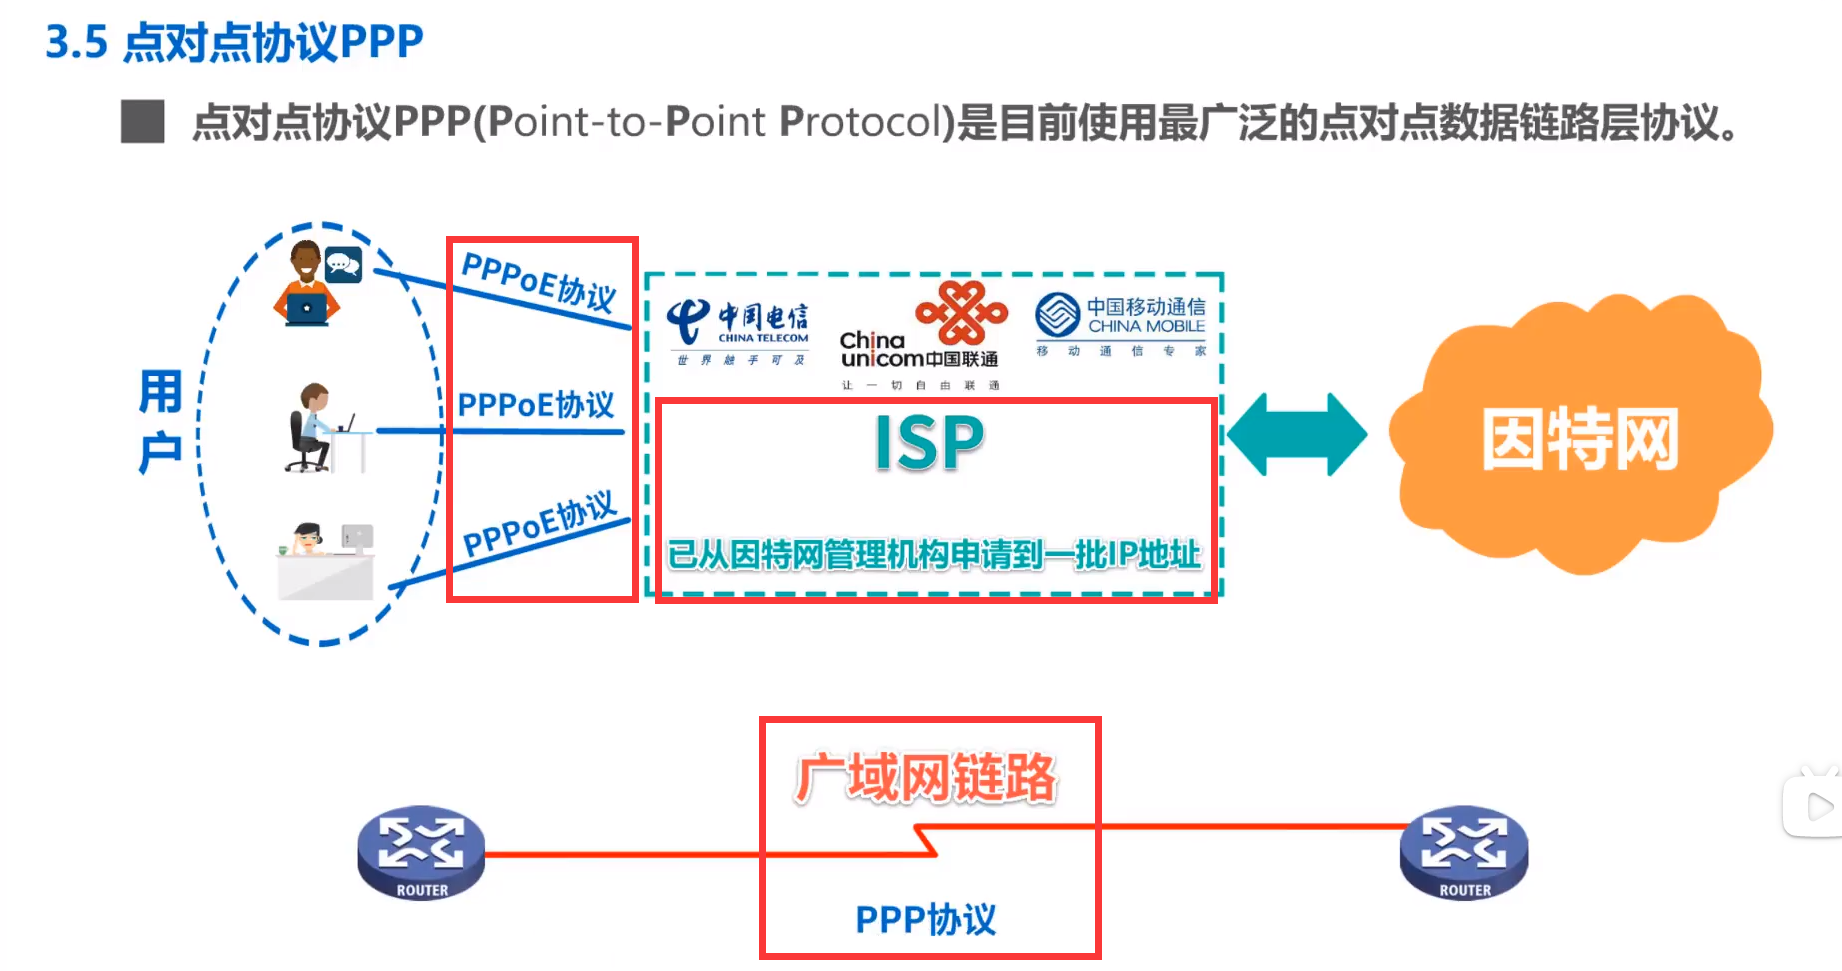 3.5 点对点协议PPP
点对点协议PPP(Point-to-Point Protocol)是目前使用最广泛的点对点数据链路层协议。
用户
PPPoE协议
PPPoE协议
PPPoE协议
中国电信
CHINA TELECOM
世界触手可及
China
unicom中国联通
让一切自由联通
中国移动通信
CHINA MOBILE
移动通信专家
ISP
已从因特网管理机构申请到一批IP地址
因特网
广域网链路
ROUTER
PPP协议
ROUTER